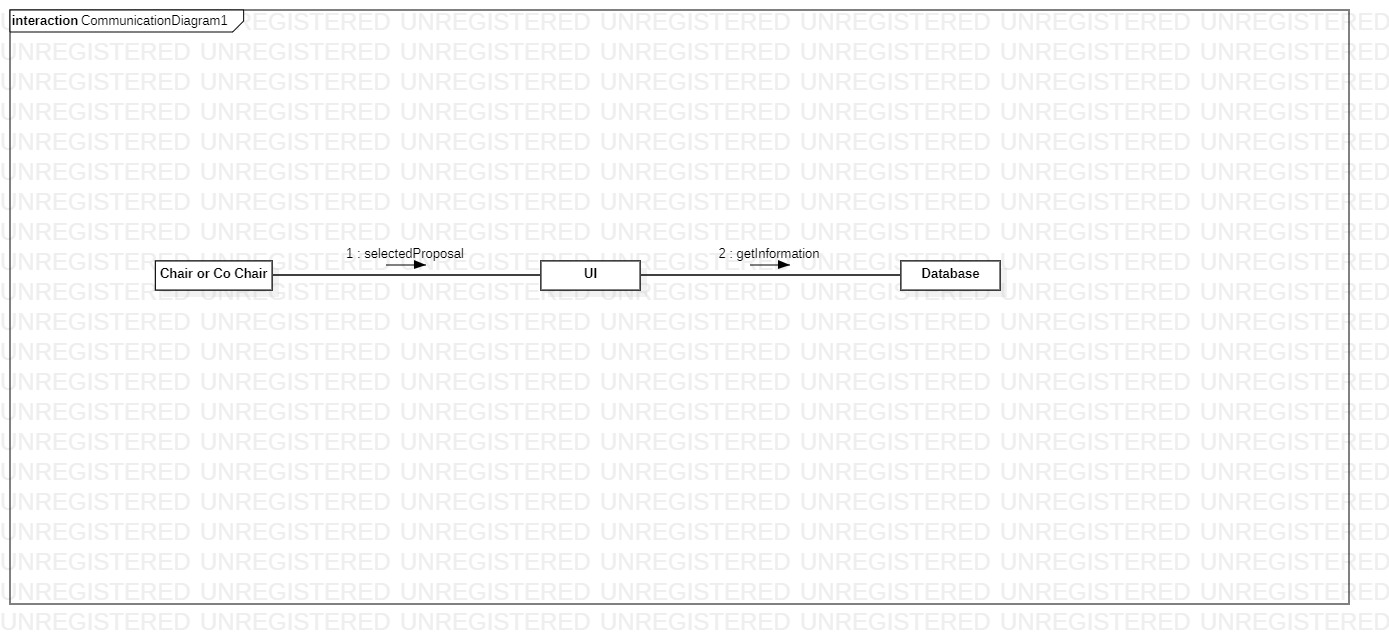 interaction CommunicationDiagram1
1 : selectedProposal
2 : getInformation
Chair or Co Chair
UI
Database
UNREGISTERED UNREGISTERED UNREGISTERED UNREGISTERED UNREGISTERED UNREGISTERED UNREGISTERED